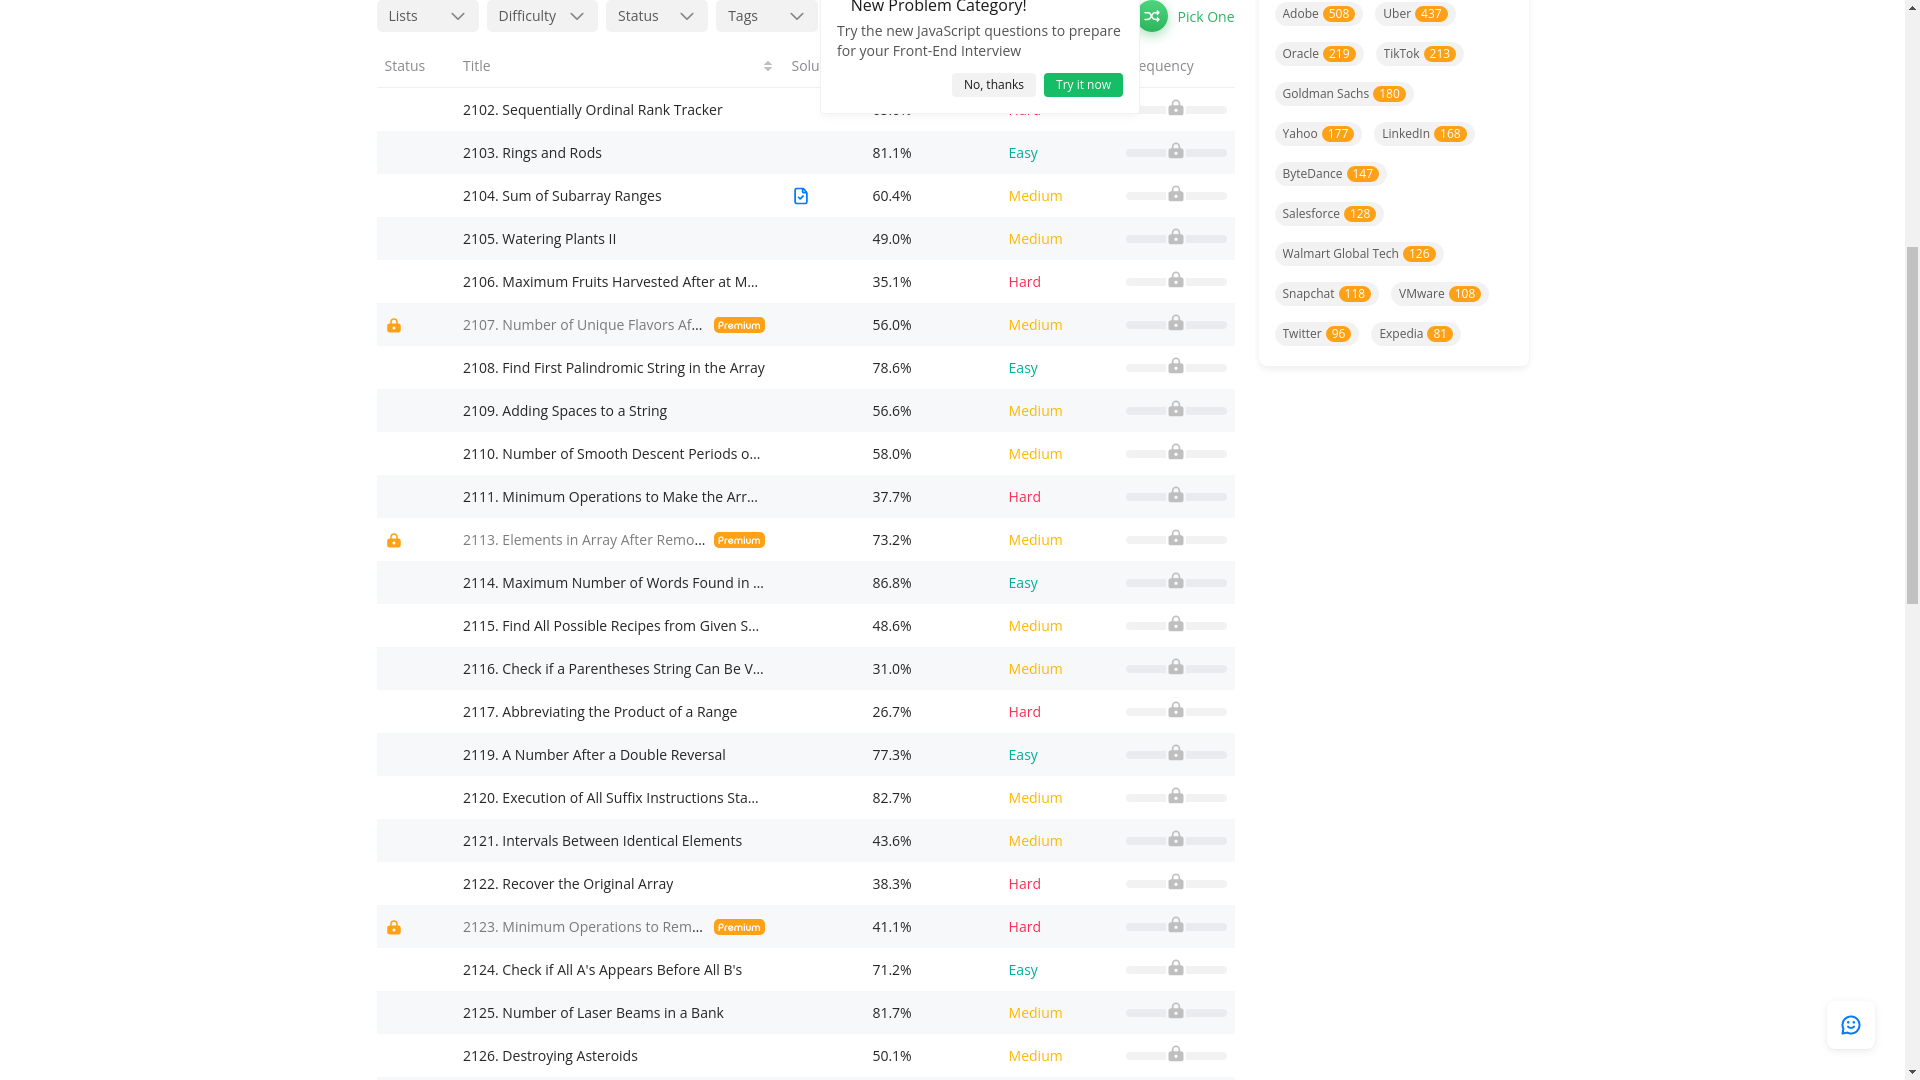 Lists
Difficulty
Status
Tags
New Problem Category!
Try the new JavaScript questions to prepare
for your Front-End Interview
No, thanks
Try it now
Pick One
Status Title
2102. Sequentially Ordinal Rank Tracker
2103. Rings and Rods 81.1% Easy
2104. Sum of Subarray Ranges 60.4% Medium
2105. Watering Plants II 49.0% Medium
2106. Maximum Fruits Harvested After at M... 35.1% Hard
2107. Number of Unique Flavors Af... Premium 56.0% Medium
2108. Find First Palindromic String in the Array 78.6% Easy
2109. Adding Spaces to a String 56.6% Medium
2110. Number of Smooth Descent Periods o... 58.0% Medium
2111. Minimum Operations to Make the Arr... 37.7% Hard
2113. Elements in Array After Remo... Premium 73.2% Medium
2114. Maximum Number of Words Found in ... 86.8% Easy
2115. Find All Possible Recipes from Given S... 48.6% Medium
2116. Check if a Parentheses String Can Be V... 31.0% Medium
2117. Abbreviating the Product of a Range 26.7% Hard
2119. A Number After a Double Reversal 77.3% Easy
2120. Execution of All Suffix Instructions Sta... 82.7% Medium
2121. Intervals Between Identical Elements 43.6% Medium
2122. Recover the Original Array 38.3% Hard
2123. Minimum Operations to Rem... Premium 41.1% Hard
2124. Check if All A's Appears Before All B's 71.2% Easy
2125. Number of Laser Beams in a Bank 81.7% Medium
2126. Destroying Asteroids 50.1% Medium
Adobe 508 Uber 437
Oracle 219 TikTok 213
Goldman Sachs 180
Yahoo 177 LinkedIn 168
ByteDance 147
Salesforce 128
Walmart Global Tech 126
Snapchat 118 VMware 108
Twitter 96 Expedia 81